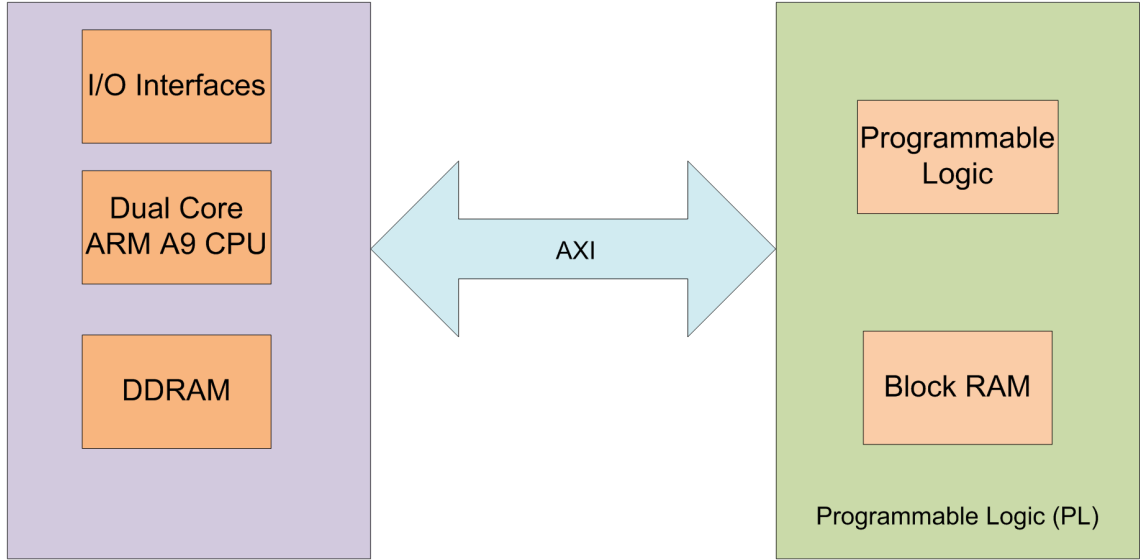 I/O Interfaces
Dual Core
ARM A9 CPU
DDRAM
AXI
Programmable
Logic
Block RAM
Programmable Logic (PL)